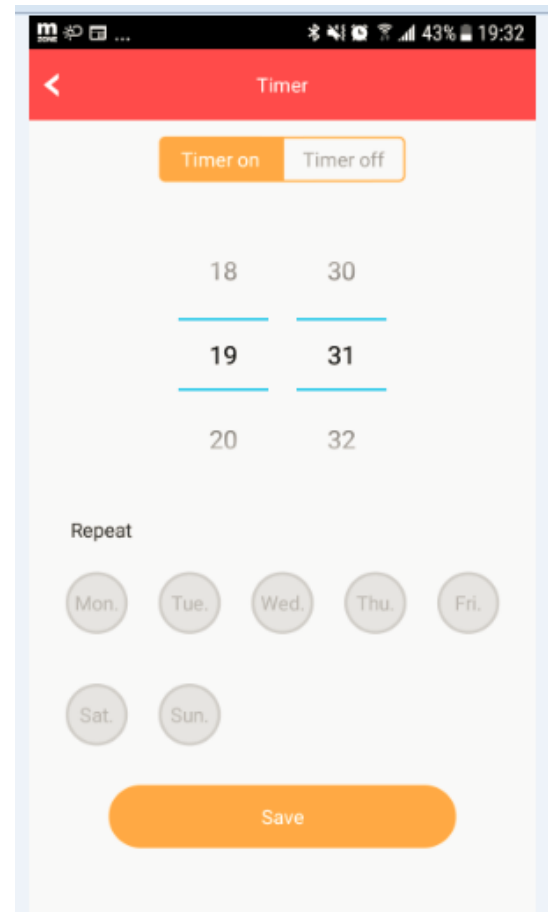 m ZONE ... 43% 19:32
Timer
Timer on Timer off
18 30
19 31
20 32
Repeat
Mon. Tue. Wed. Thu. Fri.
Sat. Sun.
Save